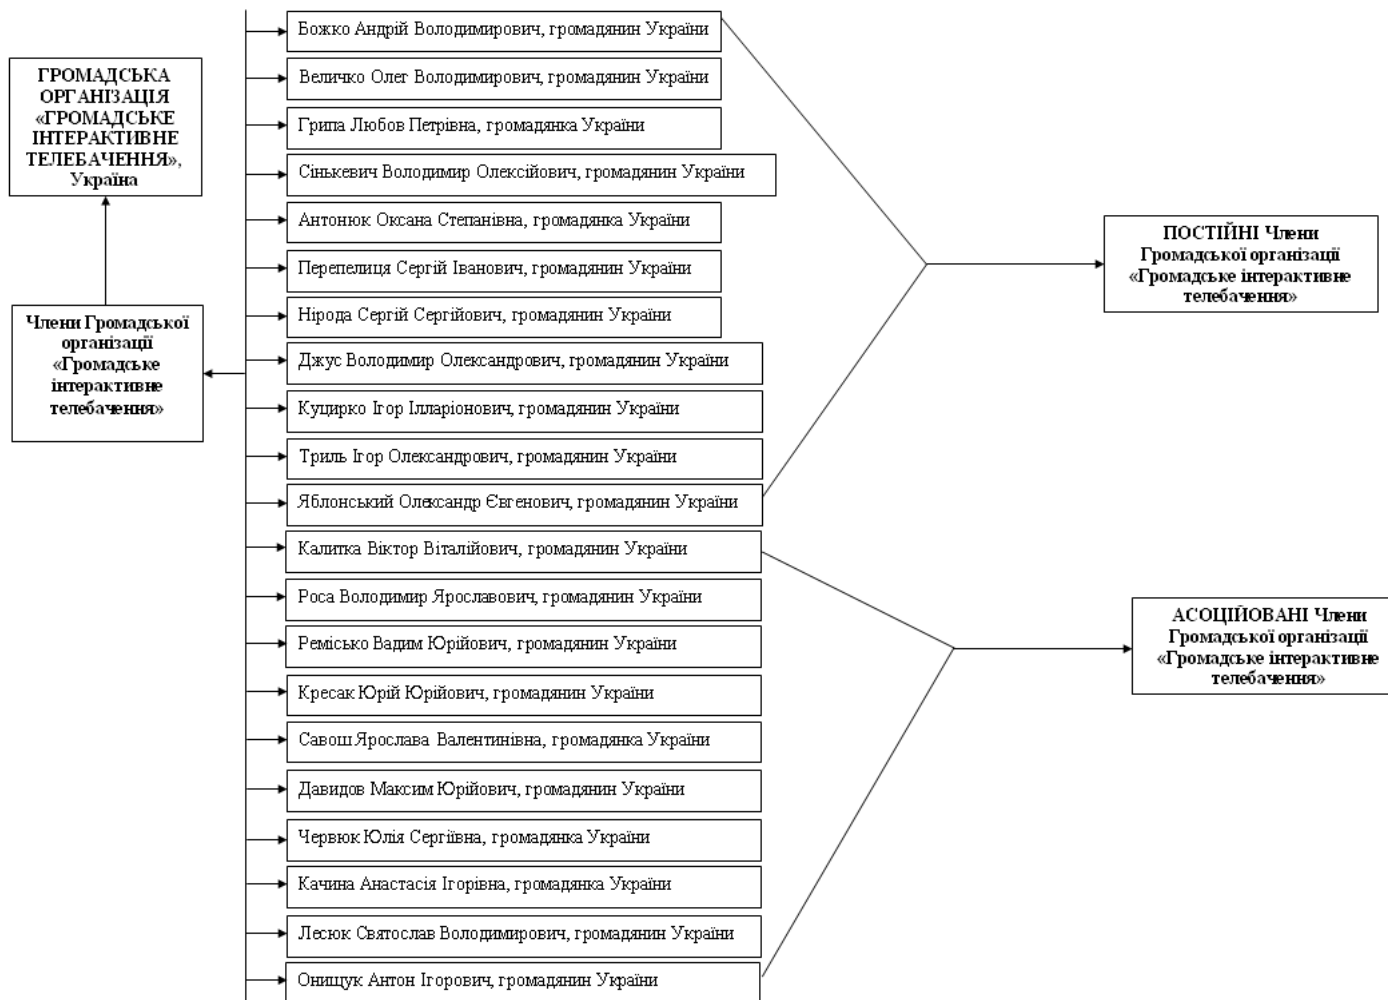 ГРОМАДСЬКА
ОРГАНІЗАЦІЯ
«ГРОМАДСЬКЕ
ІНТЕРАКТИВНЕ
ТЕЛЕБАЧЕННЯ»,
Україна
Члени Громадської
організації
«Громадське
інтерактивне
телебачення»
Божко Андрій Володимирович, громадянин України
Величко Олег Володимирович, громадянин України
Грипа Любов Петрівна, громадянка України
Сінькевич Володимир Олексійович, громадянин України
Антонюк Оксана Степанівна, громадянка України
Перепелиця Сергій Іванович, громадянин України
Нірода Сергій Сергійович, громадянин України
Джус Володимир Олександрович, громадянин України
Куцирко Ігор Ілларіонович, громадянин України
Триль Ігор Олександрович, громадянин України
Яблонський Олександр Євгенович, громадянин України
Калитка Віктор Віталійович, громадянин України
Роса Володимир Ярославович, громадянин України
Ремісько Вадим Юрійович, громадянин України
Кресак Юрій Юрійович, громадянин України
Савош Ярослава Валентинівна, громадянка України
Давидов Максим Юрійович, громадянин України
Червюк Юлія Сергіївна, громадянка України
Качина Анастасія Ігорівна, громадянка України
Лесюк Святослав Володимирович, громадянин України
Онищук Антон Ігорович, громадянин України
ПОСТІЙНІ Члени
Громадської організації
«Громадське інтерактивне
телебачення»
АСОЦІЙОВАНІ Члени
Громадської організації
«Громадське інтерактивне
телебачення»